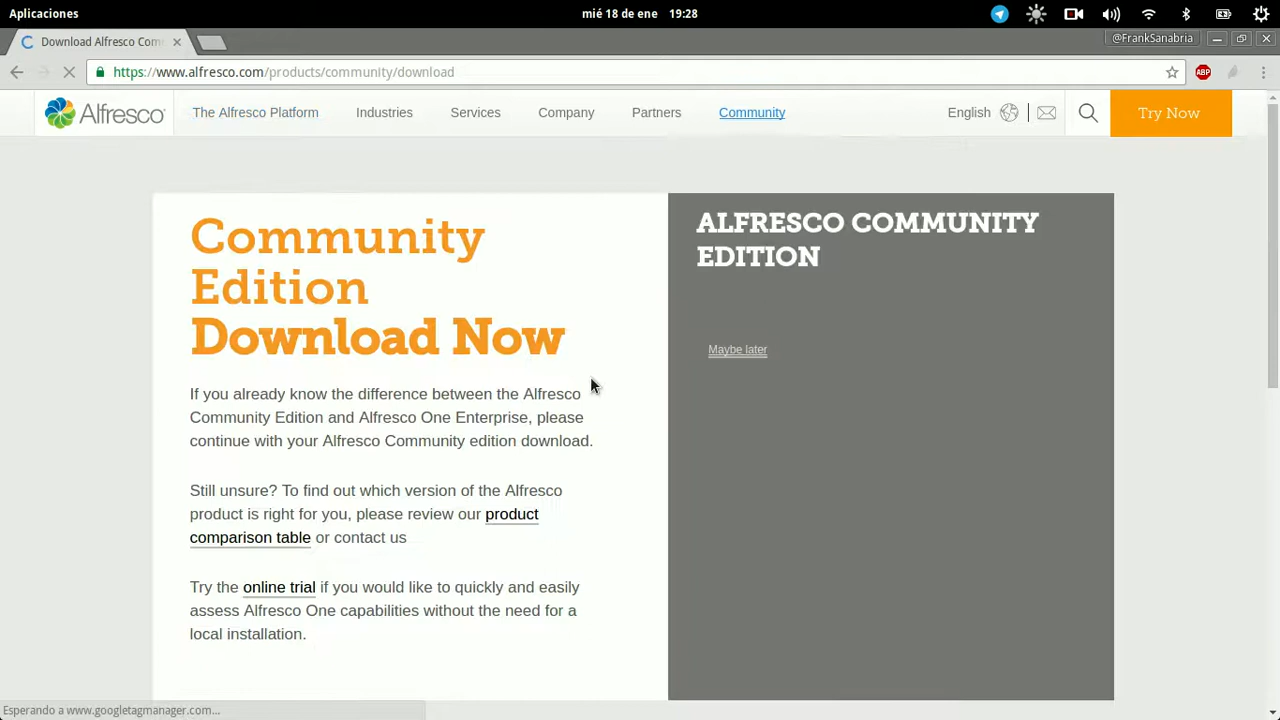 Aplicaciones
mié 18 de ene 19:28
Download Alfresco Com
@FrankSanabria
https://www.alfresco.com/products/community/download
ABP
Alfresco
The Alfresco Platform
Industries
Services
Company
Partners
Community
English
Try Now
Community
Edition
Download Now
If you already know the difference between the Alfresco
Community Edition and Alfresco One Enterprise, please
continue with your Alfresco Community edition download.
Still unsure? To find out which version of the Alfresco
product is right for you, please review our product
comparison table or contact us
Try the online trial if you would like to quickly and easily
assess Alfresco One capabilities without the need for a
local installation.
ALFRESCO COMMUNITY
EDITION
Maybe later
Esperando a www.googletagmanager.com...